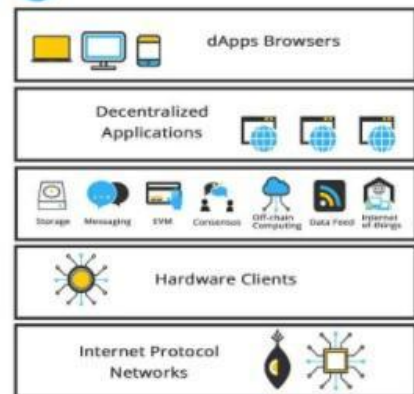 dApps Browsers
Decentralized
Applications
Storage
Messaging
EVM
Consensus
Off-chain
Computing
Data Feed
Internet
of-things
Hardware Clients
Internet Protocol
Networks